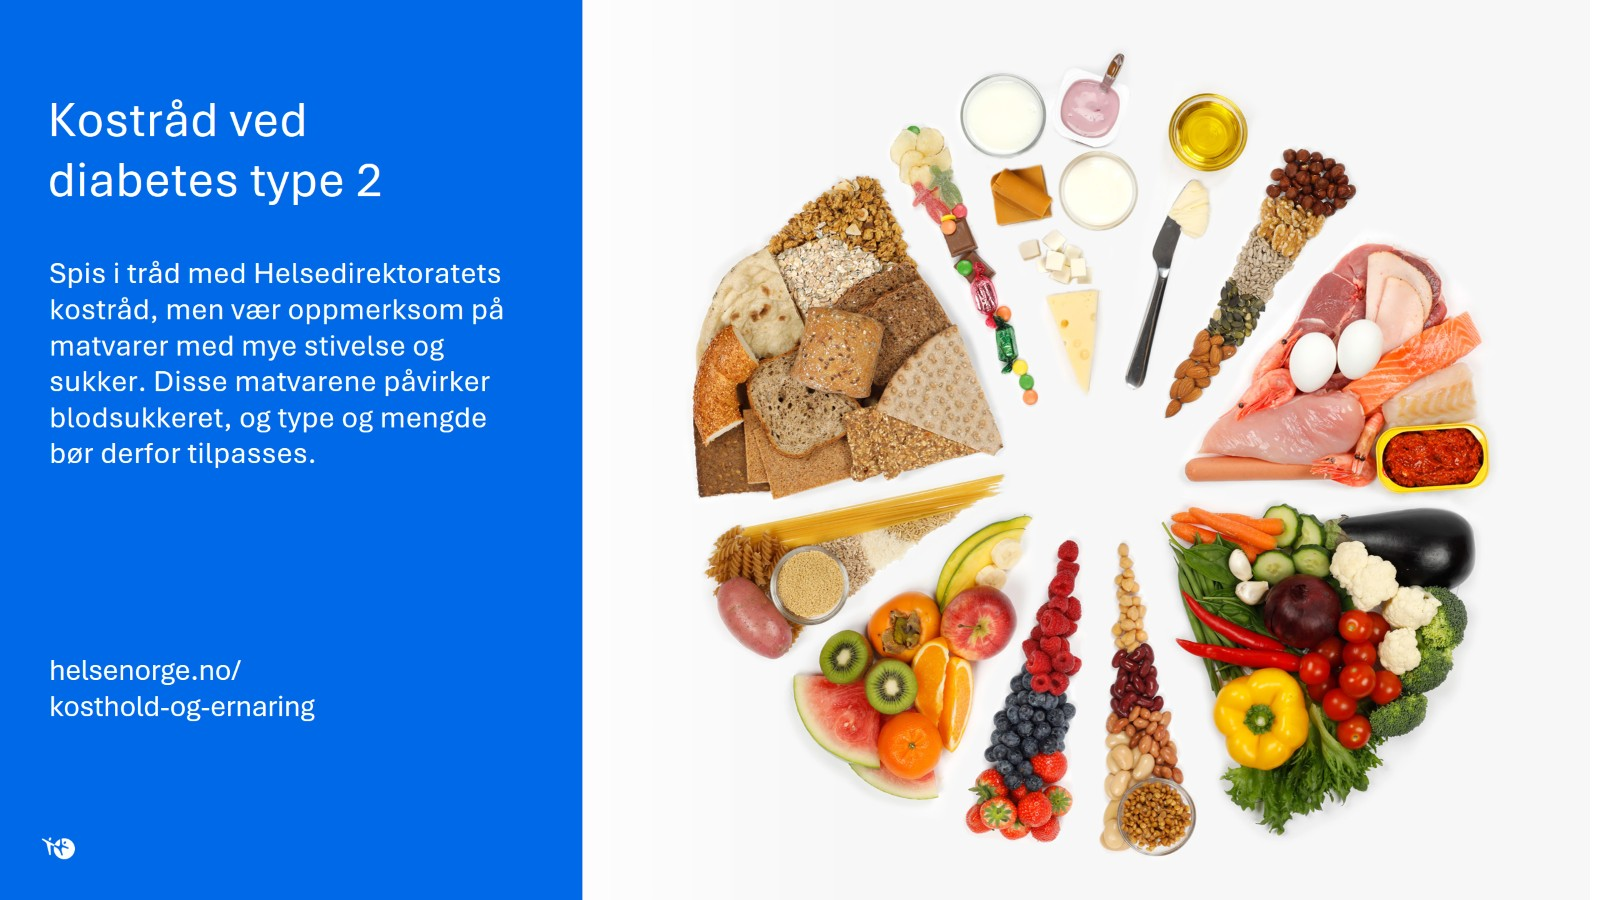 Kostråd ved
diabetes type 2
Spis i tråd med Helsedirektoratets
kostråd, men vær oppmerksom på
matvarer med mye stivelse og
sukker. Disse matvarene påvirker
blodsukkeret, og type og mengde
bør derfor tilpasses.
helsenorge.no/
kosthold-og-ernaring